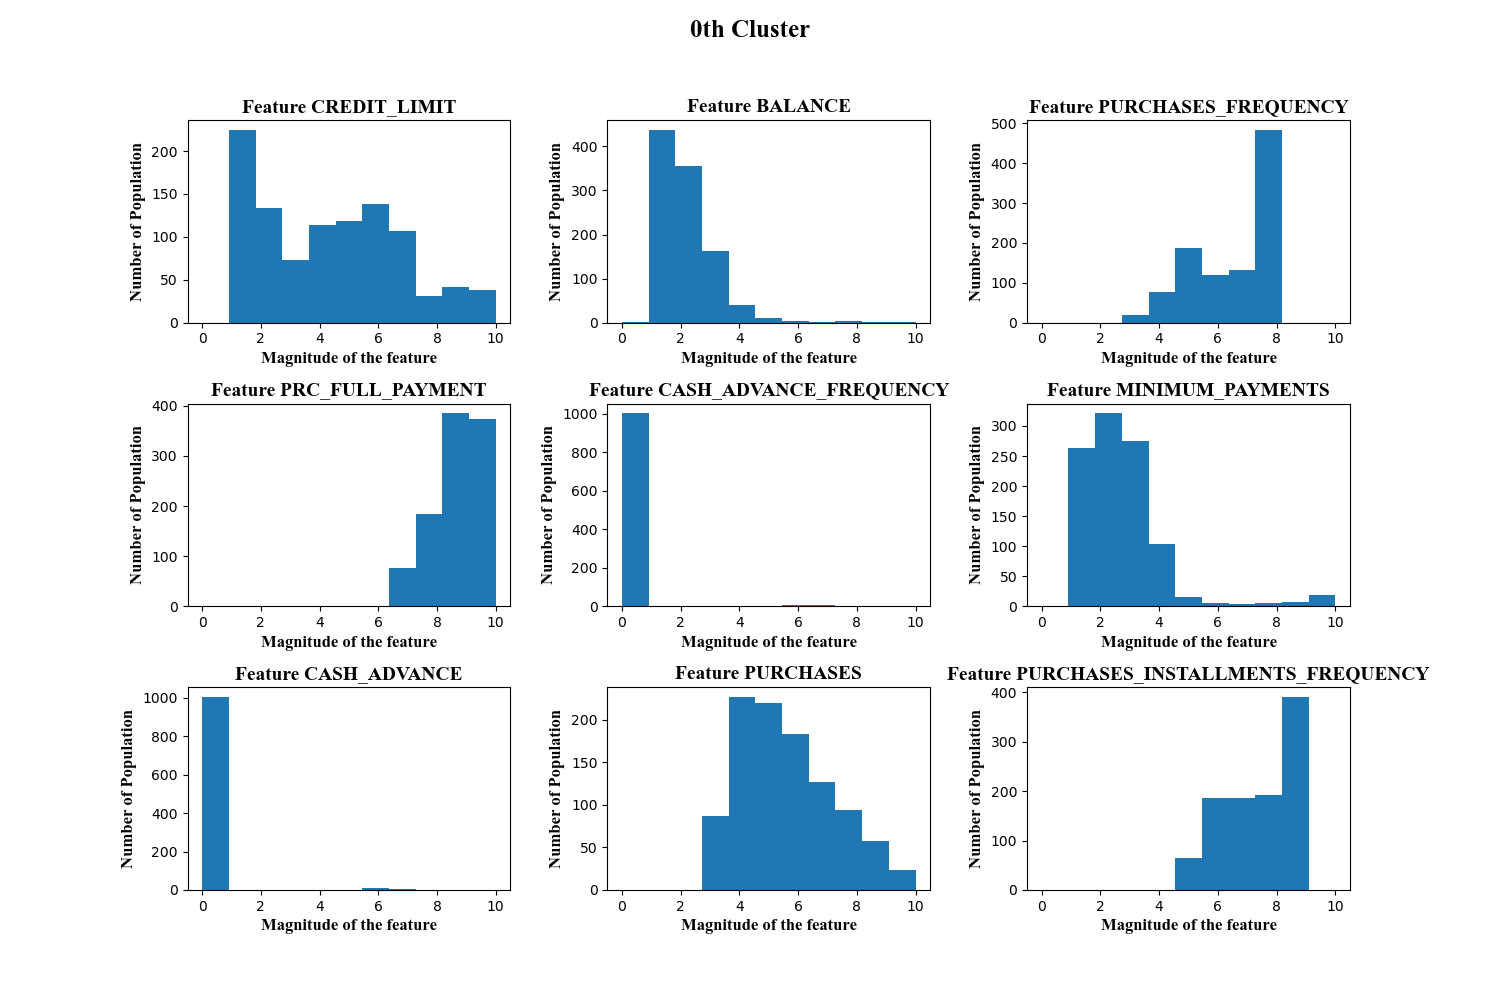 0th Cluster
Feature CREDIT_LIMIT
Number of Population
200
150
100
50
0
0 2 4 6 8 10
Magnitude of the feature
Feature BALANCE
Number of Population
400
300
200
100
0
0 2 4 6 8 10
Magnitude of the feature
Feature PURCHASES_FREQUENCY
Number of Population
500
400
300
200
100
0
0 2 4 6 8 10
Magnitude of the feature
Feature PRC_FULL_PAYMENT
Number of Population
400
300
200
100
0
0 2 4 6 8 10
Magnitude of the feature
Feature CASH_ADVANCE_FREQUENCY
Number of Population
1000
800
600
400
200
0
0 2 4 6 8 10
Magnitude of the feature
Feature MINIMUM_PAYMENTS
Number of Population
300
250
200
150
100
50
0
0 2 4 6 8 10
Magnitude of the feature
Feature CASH_ADVANCE
Number of Population
1000
800
600
400
200
0
0 2 4 6 8 10
Magnitude of the feature
Feature PURCHASES
Number of Population
200
150
100
50
0
0 2 4 6 8 10
Magnitude of the feature
Feature PURCHASES_INSTALLMENTS_FREQUENCY
Number of Population
400
300
200
100
0
0 2 4 6 8 10
Magnitude of the feature